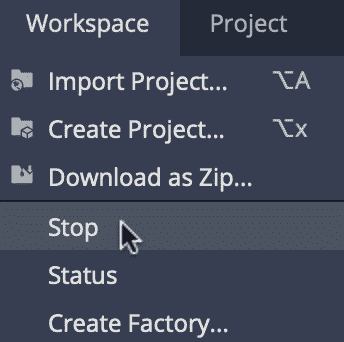 Workspace Project
Import Project... ⌥A
Create Project... ⌥x
Download as Zip...
Stop
Status
Create Factory...